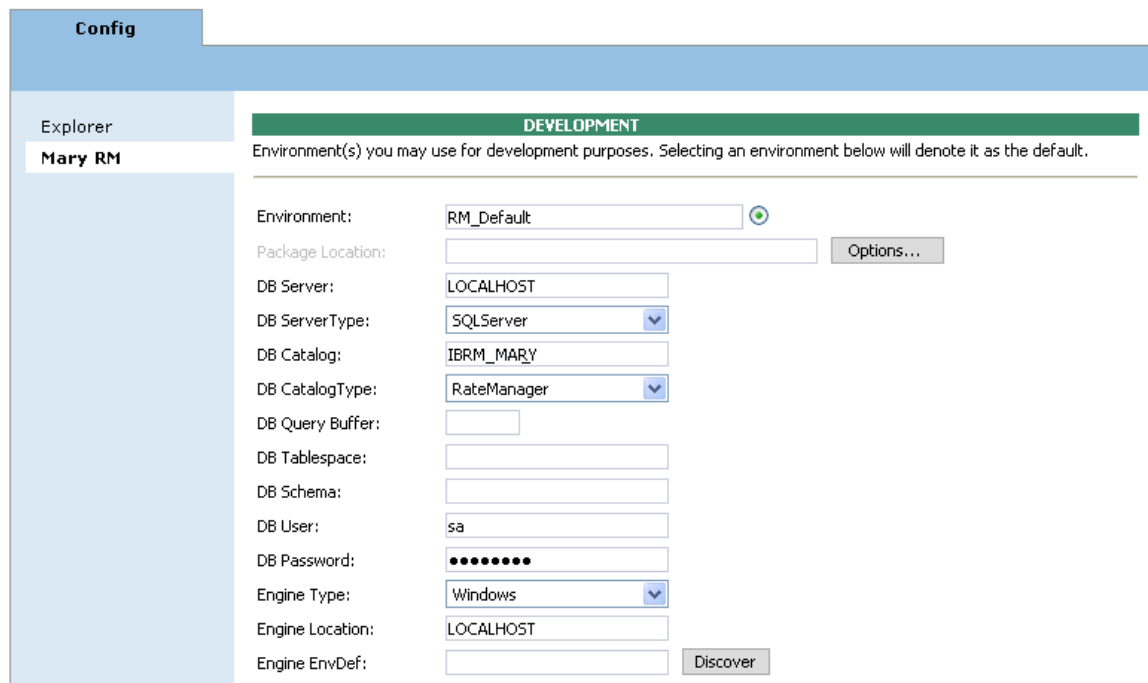 Config
Explorer
Mary RM
DEVELOPMENT
Environment(s) you may use for development purposes. Selecting an environment below will denote it as the default.
Environment: RM_Default
Package Location: Options...
DB Server: LOCALHOST
DB ServerType: SQLServer
DB Catalog: IBRM_MARY
DB CatalogType: RateManager
DB Query Buffer:
DB Tablespace:
DB Schema:
DB User: sa
DB Password: ●●●●●●●●
Engine Type: Windows
Engine Location: LOCALHOST
Engine EnvDef: Discover